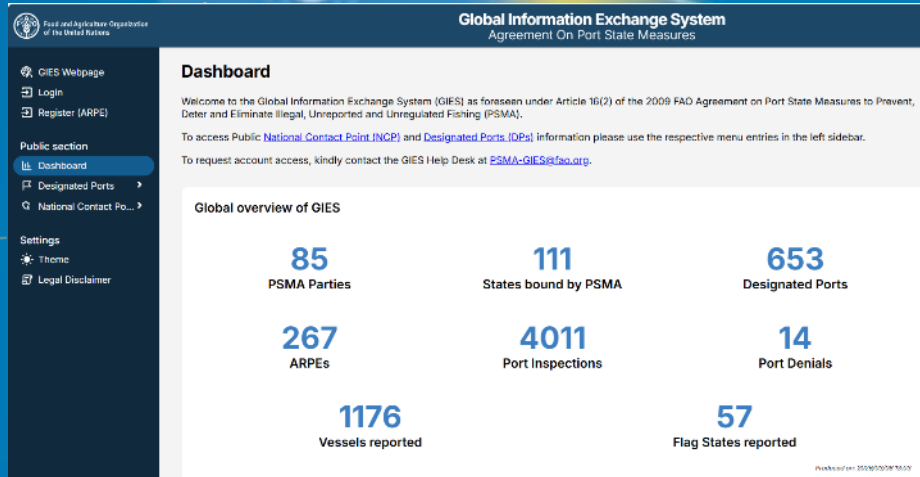 Food and Agriculture Organization
of the United Nations
Global Information Exchange System
Agreement On Port State Measures
GIES Webpage
Login
Register (ARPE)
Public section
Dashboard
Designated Ports
National Contact Po...
Settings
Theme
Legal Disclaimer
Dashboard
Welcome to the Global Information Exchange System (GIES) as foreseen under Article 16(2) of the 2009 FAO Agreement on Port State Measures to Prevent,
Deter and Eliminate Illegal, Unreported and Unregulated Fishing (PSMA).
To access Public National Contact Point (NCP) and Designated Ports (DPs) information please use the respective menu entries in the left sidebar.
To request account access, kindly contact the GIES Help Desk at PSMA-GIES@fao.org.
Global overview of GIES
85
PSMA Parties
111
States bound by PSMA
653
Designated Ports
267
ARPEs
4011
Port Inspections
14
Port Denials
1176
Vessels reported
57
Flag States reported
Produced on: